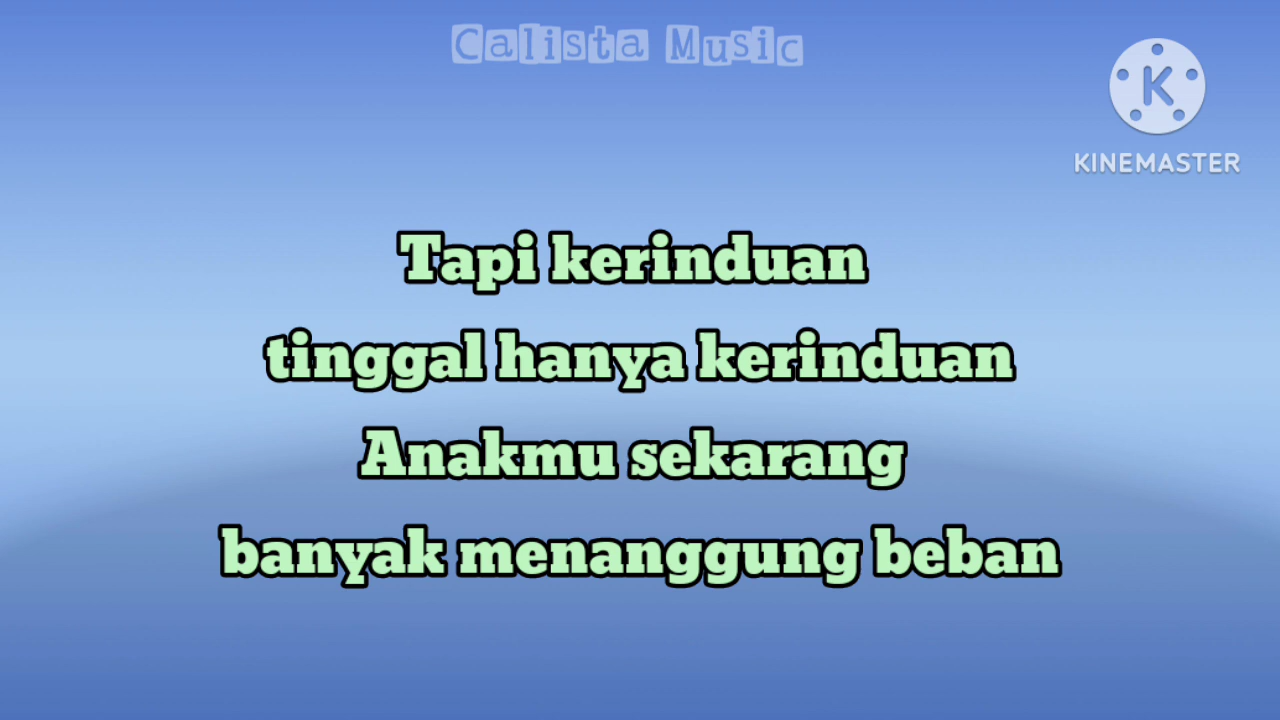 Calista Music
K
KINEMASTER
Tapi kerinduan
tinggal hanya kerinduan
Anakmu sekarang
banyak menanggung beban